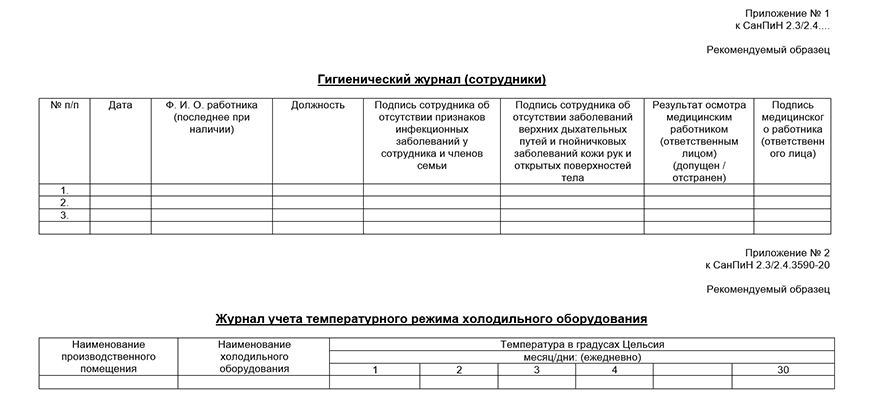 Приложение № 1
к СанПиН 2.3/2.4....
Рекомендуемый образец
Гигиенический журнал (сотрудники)
№ п/п
Дата
Ф. И. О. работника
(последнее при
наличии)
Должность
Подпись сотрудника об
отсутствии признаков
инфекционных
заболеваний у
сотрудника и членов
семьи
Подпись сотрудника об
отсутствии заболеваний
верхних дыхательных
путей и гнойничковых
заболеваний кожи рук и
открытых поверхностей
тела
Результат осмотра
медицинским
работником
(ответственным
лицом)
(допущен /
отстранен)
Подпись
медицинског
о работника
(ответственн
ого лица)
1.
2.
3.
Приложение № 2
к СанПиН 2.3/2.4.3590-20
Рекомендуемый образец
Журнал учета температурного режима холодильного оборудования
Наименование
производственного
помещения
Наименование
холодильного
оборудования
Температура в градусах Цельсия
месяц/дни: (ежедневно)
1 2 3 4 30